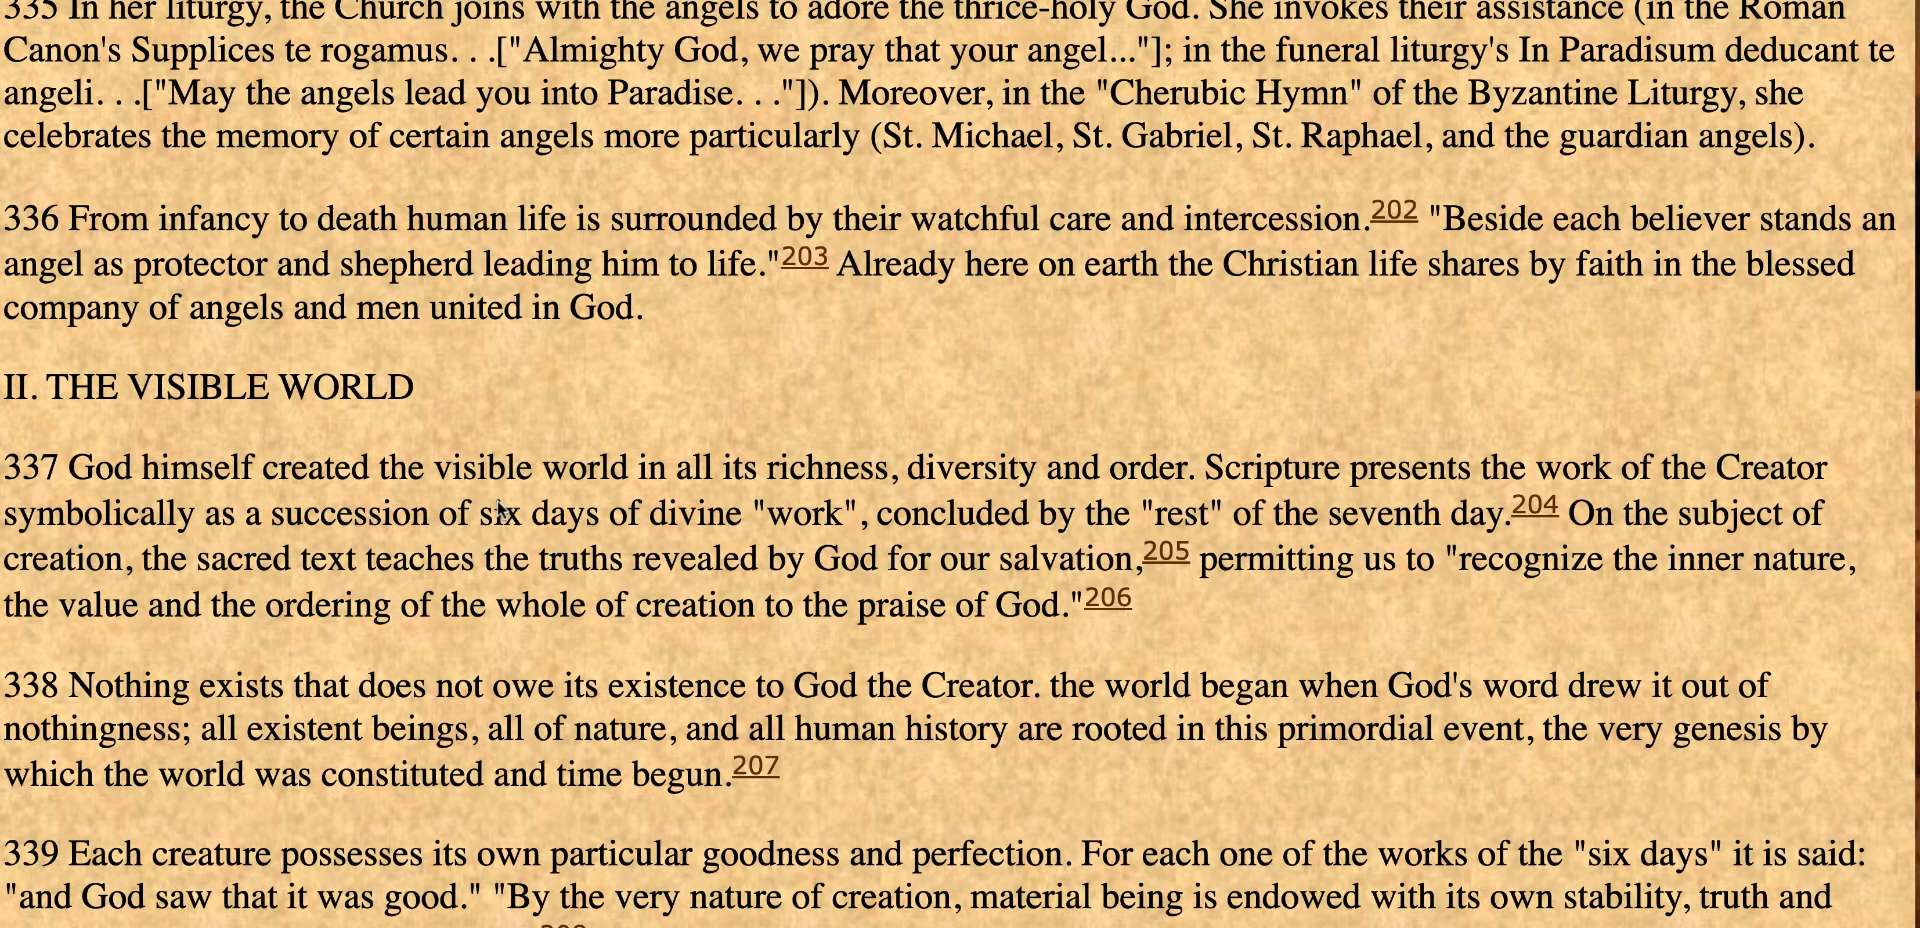 335 In her liturgy, the Church joins with the angels to adore the thrice-holy God. She invokes their assistance (in the Roman
Canon's Supplices te rogamus. . .["Almighty God, we pray that your angel..."]; in the funeral liturgy's In Paradisum deducant te
angeli. . .["May the angels lead you into Paradise. . ."]). Moreover, in the "Cherubic Hymn" of the Byzantine Liturgy, she
celebrates the memory of certain angels more particularly (St. Michael, St. Gabriel, St. Raphael, and the guardian angels).
336 From infancy to death human life is surrounded by their watchful care and intercession.202 "Beside each believer stands an
angel as protector and shepherd leading him to life."203 Already here on earth the Christian life shares by faith in the blessed
company of angels and men united in God.
II. THE VISIBLE WORLD
337 God himself created the visible world in all its richness, diversity and order. Scripture presents the work of the Creator
symbolically as a succession of six days of divine "work", concluded by the "rest" of the seventh day.204 On the subject of
creation, the sacred text teaches the truths revealed by God for our salvation,205 permitting us to "recognize the inner nature,
the value and the ordering of the whole of creation to the praise of God."206
338 Nothing exists that does not owe its existence to God the Creator. the world began when God's word drew it out of
nothingness; all existent beings, all of nature, and all human history are rooted in this primordial event, the very genesis by
which the world was constituted and time begun.207
339 Each creature possesses its own particular goodness and perfection. For each one of the works of the "six days" it is said:
"and God saw that it was good." "By the very nature of creation, material being is endowed with its own stability, truth and